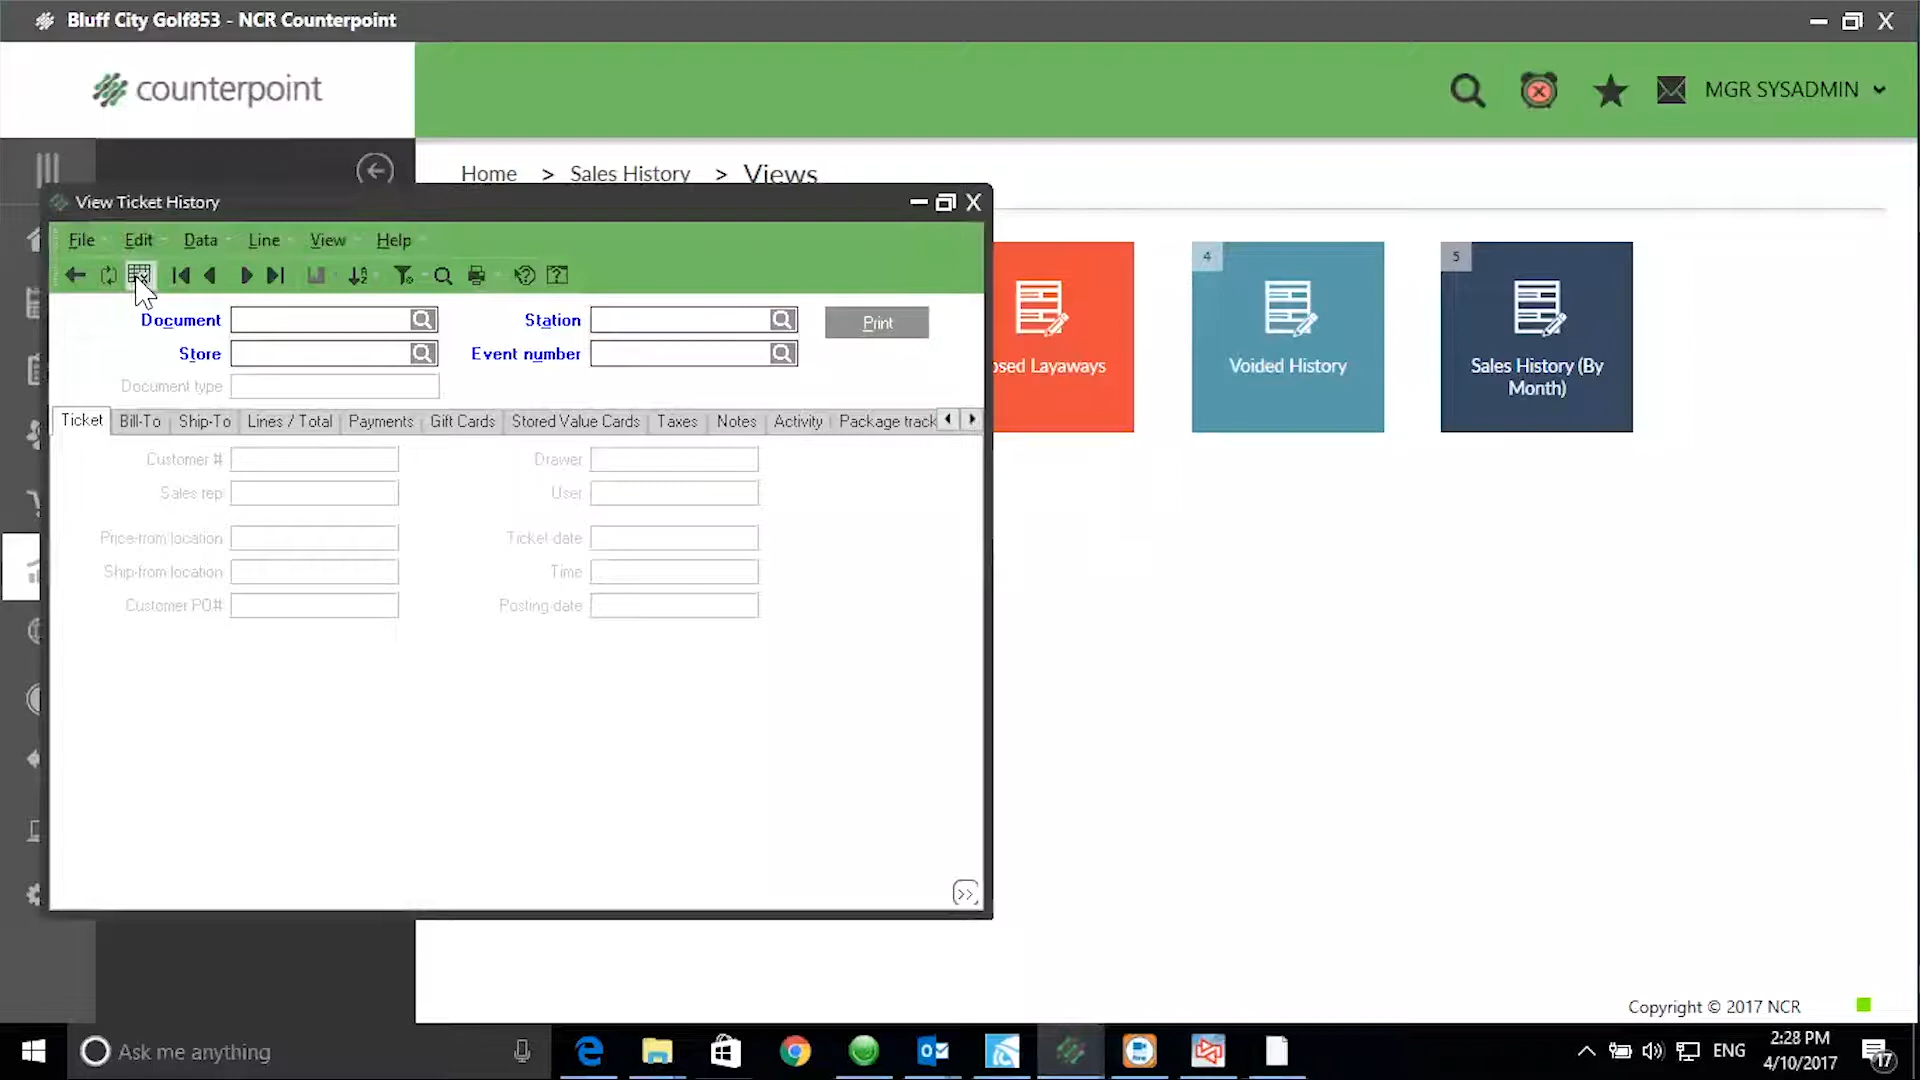 Bluff City Golf853 - NCR Counterpoint
counterpoint
MGR SYSADMIN
Home > Sales History > Views
View Ticket History
File Edit Data Line View Help
Document
Station
Print
Store
Event number
Document type
Ticket Bill-To Ship-To Lines / Total Payments Gift Cards Stored Value Cards Taxes Notes Activity Package track
Customer #
Drawer
Sales rep
User
Price-from location
Ticket date
Ship-from location
Time
Customer PO#
Posting date
osed Layaways
4
Voided History
5
Sales History (By
Month)
Copyright © 2017 NCR
Ask me anything
ENG
2:28 PM
4/10/2017
17